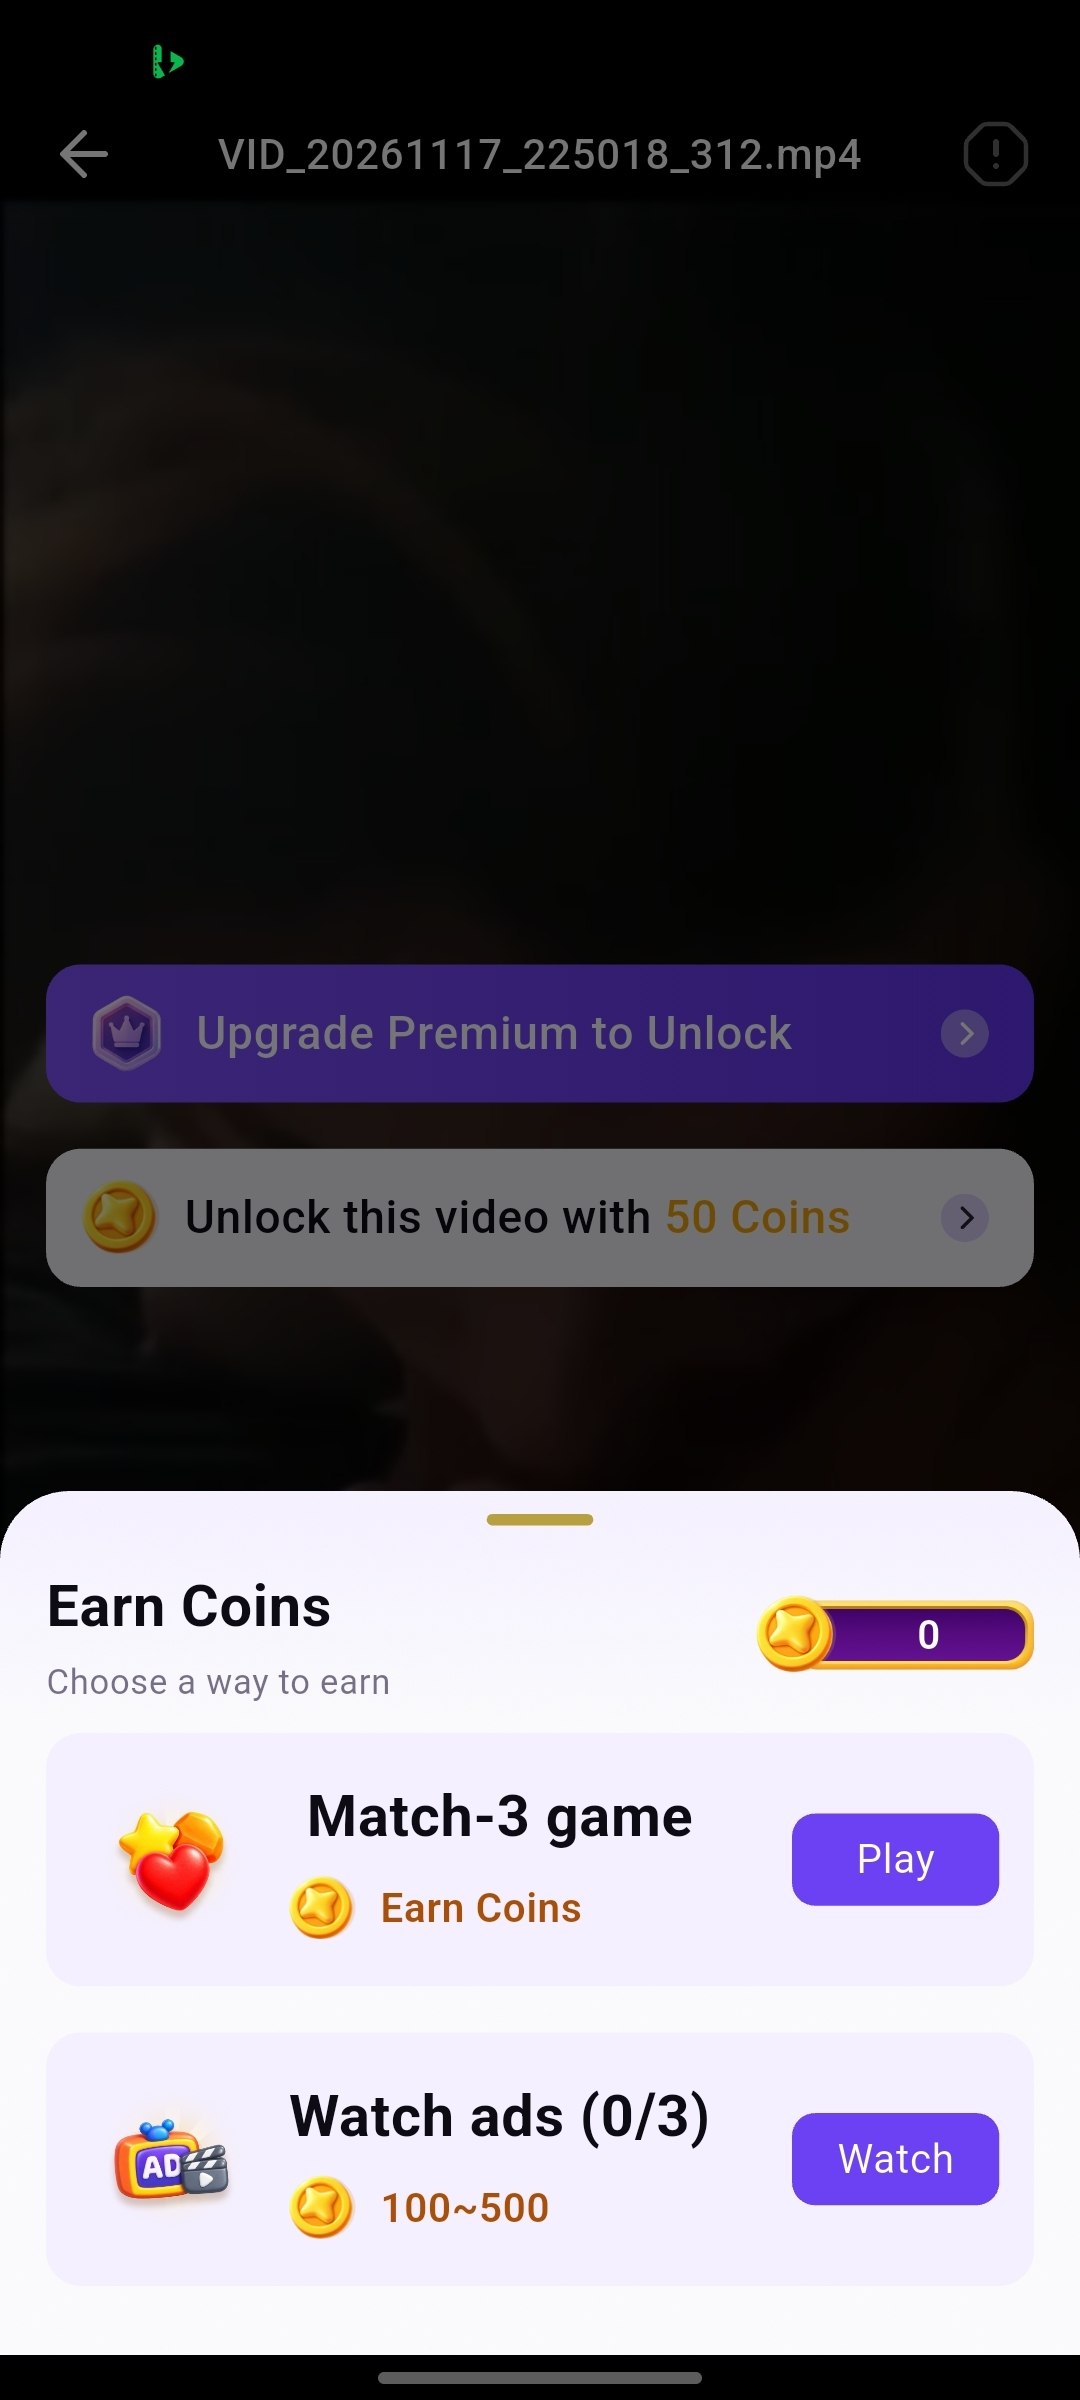 VID_20261117_225018_312.mp4
Upgrade Premium to Unlock
Unlock this video with 50 Coins
Earn Coins
0
Choose a way to earn
Match-3 game
Earn Coins
Play
AD
Watch ads (0/3)
100~500
Watch